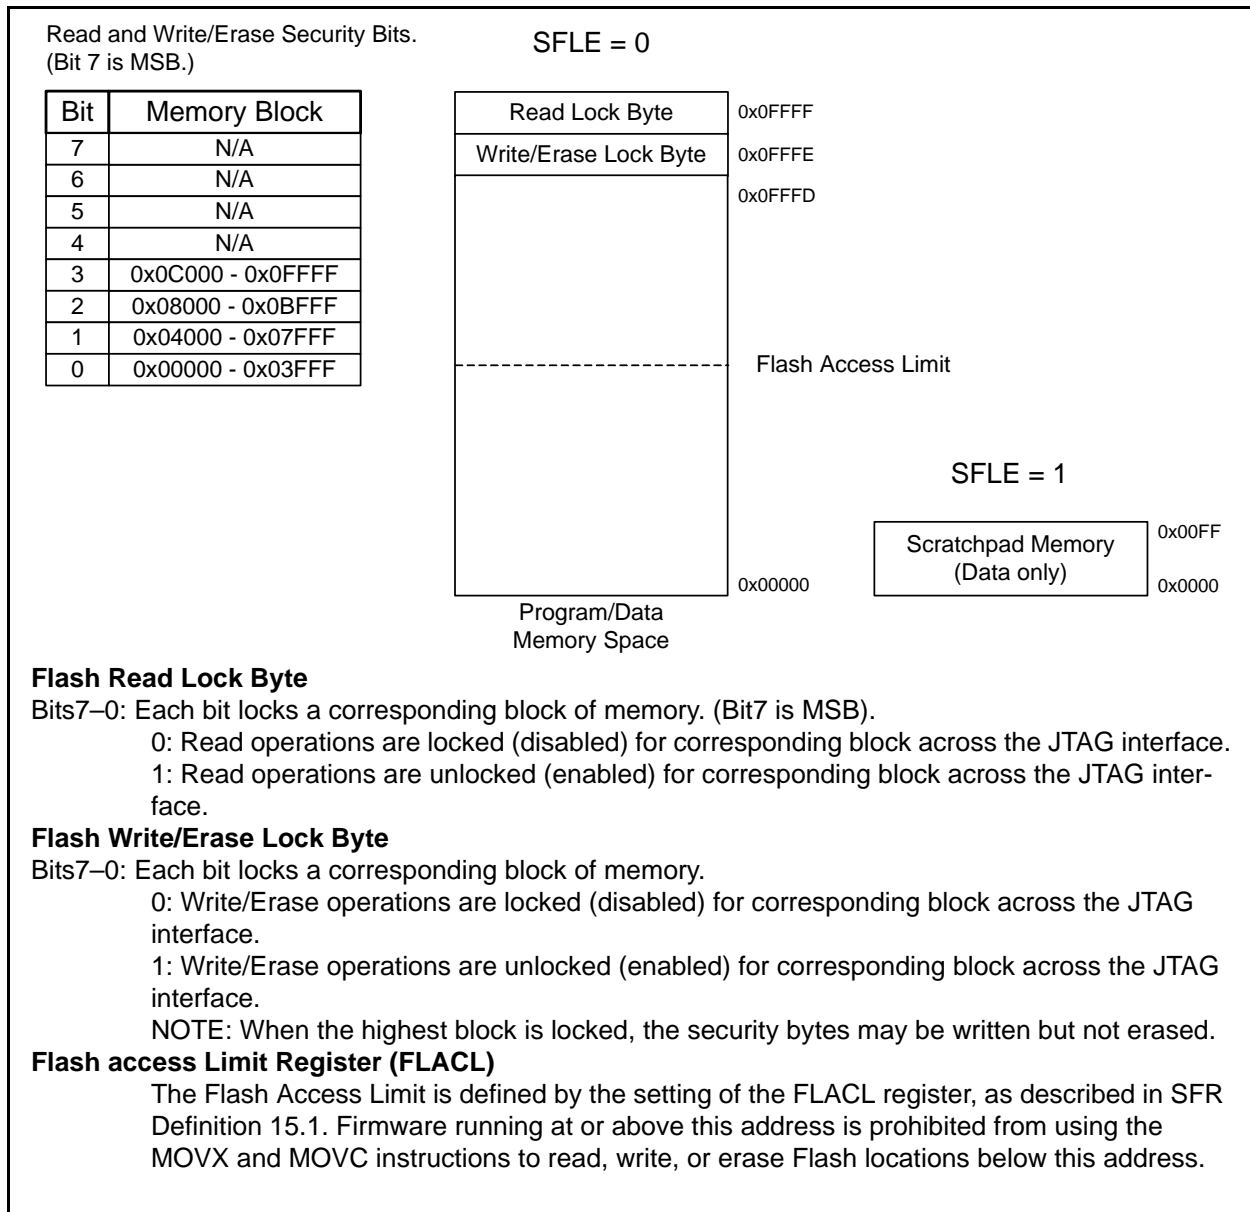 Read and Write/Erase Security Bits.
(Bit 7 is MSB.)
SFLE = 0
Bit Memory Block
7 N/A
6 N/A
5 N/A
4 N/A
3 0x0C000 - 0x0FFFF
2 0x08000 - 0x0BFFF
1 0x04000 - 0x07FFF
0 0x00000 - 0x03FFF
Read Lock Byte 0x0FFFF
Write/Erase Lock Byte 0x0FFFE
0x0FFFD
Flash Access Limit
0x00000
Program/Data
Memory Space
SFLE = 1
Scratchpad Memory
(Data only)
0x00FF
0x0000
Flash Read Lock Byte
Bits7–0: Each bit locks a corresponding block of memory. (Bit7 is MSB).
0: Read operations are locked (disabled) for corresponding block across the JTAG interface.
1: Read operations are unlocked (enabled) for corresponding block across the JTAG inter-
face.
Flash Write/Erase Lock Byte
Bits7–0: Each bit locks a corresponding block of memory.
0: Write/Erase operations are locked (disabled) for corresponding block across the JTAG
interface.
1: Write/Erase operations are unlocked (enabled) for corresponding block across the JTAG
interface.
NOTE: When the highest block is locked, the security bytes may be written but not erased.
Flash access Limit Register (FLACL)
The Flash Access Limit is defined by the setting of the FLACL register, as described in SFR
Definition 15.1. Firmware running at or above this address is prohibited from using the
MOVX and MOVC instructions to read, write, or erase Flash locations below this address.